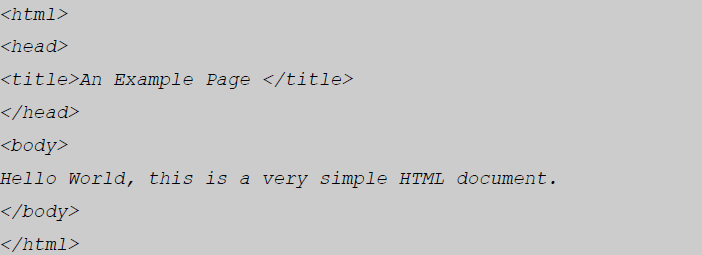 <html>
<head>
<title>An Example Page </title>
</head>
<body>
Hello World, this is a very simple HTML document.
</body>
</html>